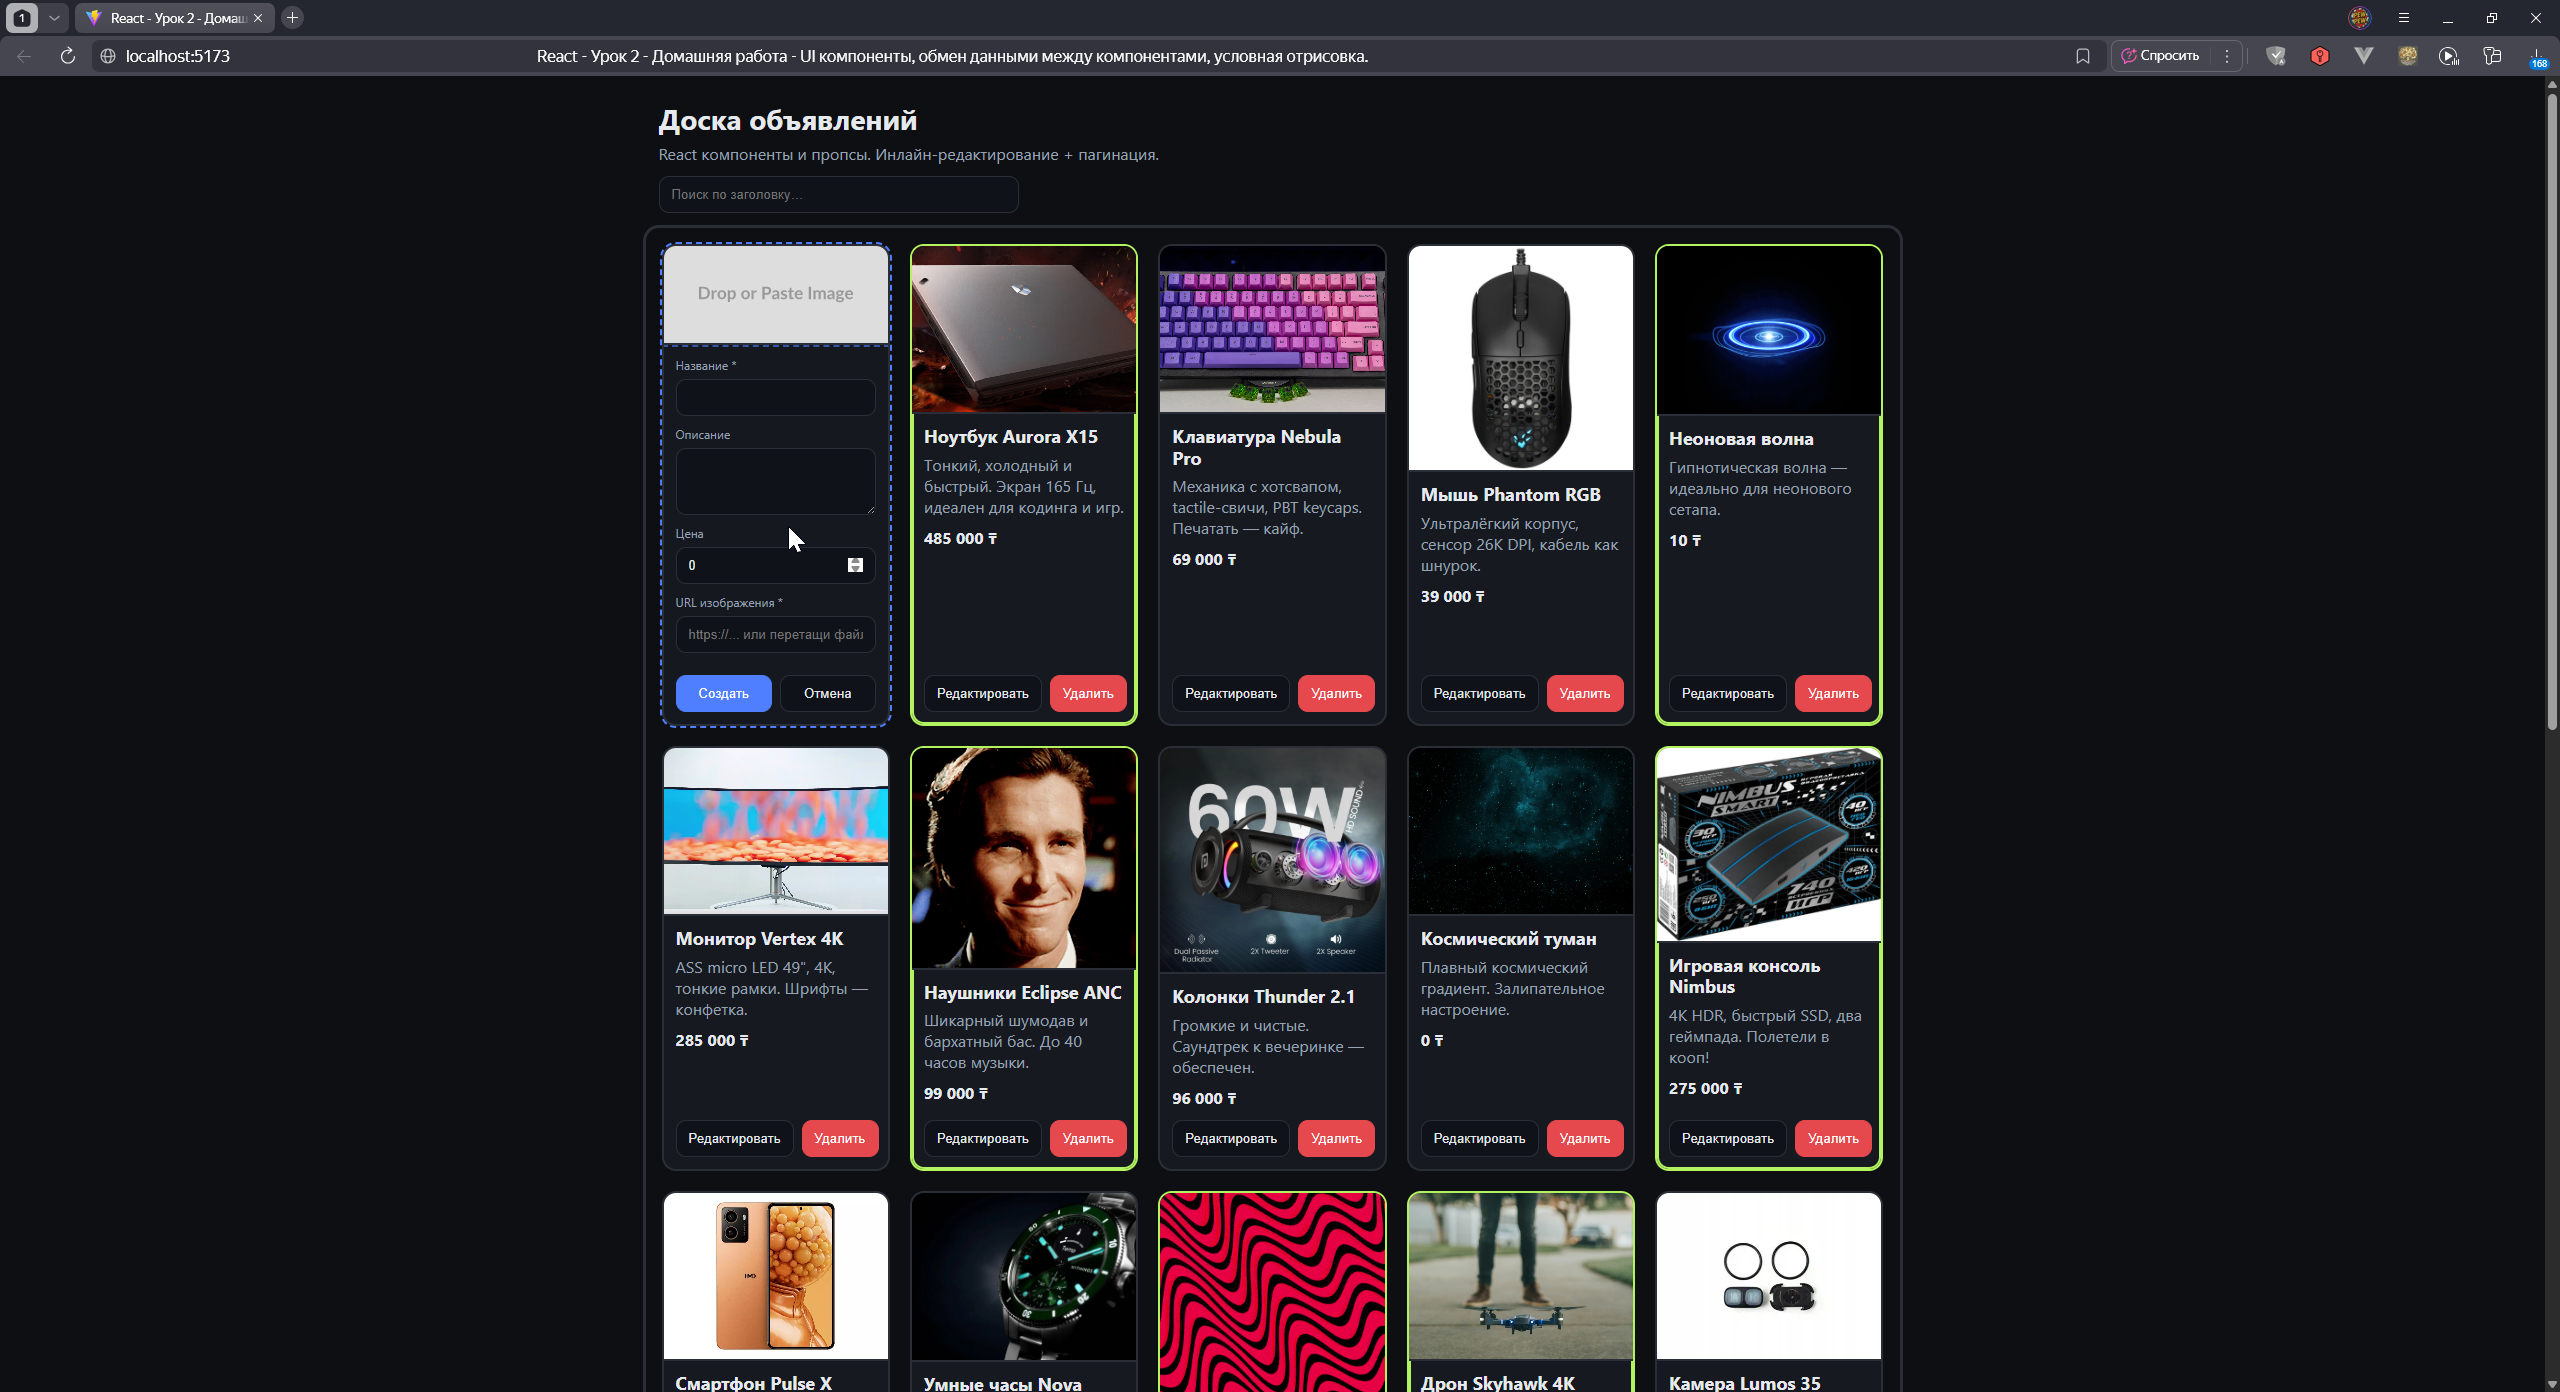 1
React - Урок 2 - Домаш
localhost:5173
React - Урок 2 - Домашняя работа - UI компоненты, обмен данными между компонентами, условная отрисовка.
Спросить
168
Доска объявлений
React компоненты и пропсы. Инлайн-редактирование + пагинация.
Поиск по заголовку...
Drop or Paste Image
Название *
Описание
Цена
0
URL изображения *
https://... или перетащи файл
Создать
Отмена
Ноутбук Aurora X15
Тонкий, холодный и
быстрый. Экран 165 Гц,
идеален для кодинга и игр.
485 000 ₸
Редактировать
Удалить
Клавиатура Nebula
Pro
Механика с хотсвапом,
tactile-свичи, PBT keycaps.
Печатать — кайф.
69 000 ₸
Редактировать
Удалить
Мышь Phantom RGB
Ультралёгкий корпус,
сенсор 26K DPI, кабель как
шнурок.
39 000 ₸
Редактировать
Удалить
Неоновая волна
Гипнотическая волна —
идеально для неонового
сетапа.
10 ₸
Редактировать
Удалить
Монитор Vertex 4K
ASS micro LED 49", 4K,
тонкие рамки. Шрифты —
конфетка.
285 000 ₸
Редактировать
Удалить
Наушники Eclipse ANC
Шикарный шумодав и
бархатный бас. До 40
часов музыки.
99 000 ₸
Редактировать
Удалить
60W
HD SOUND
Dual Passive
Radiator
2X Tweeter
2X Speaker
Колонки Thunder 2.1
Громкие и чистые.
Саундтрек к вечеринке —
обеспечен.
96 000 ₸
Редактировать
Удалить
Космический туман
Плавный космический
градиент. Залипательное
настроение.
0 ₸
Редактировать
Удалить
NIMBUS
SMART
740
ИГР
Игровая консоль
Nimbus
4K HDR, быстрый SSD, два
геймпада. Полетели в
кооп!
275 000 ₸
Редактировать
Удалить
Смартфон Pulse X
Умные часы Nova
Дрон Skyhawk 4K
Камера Lumos 35